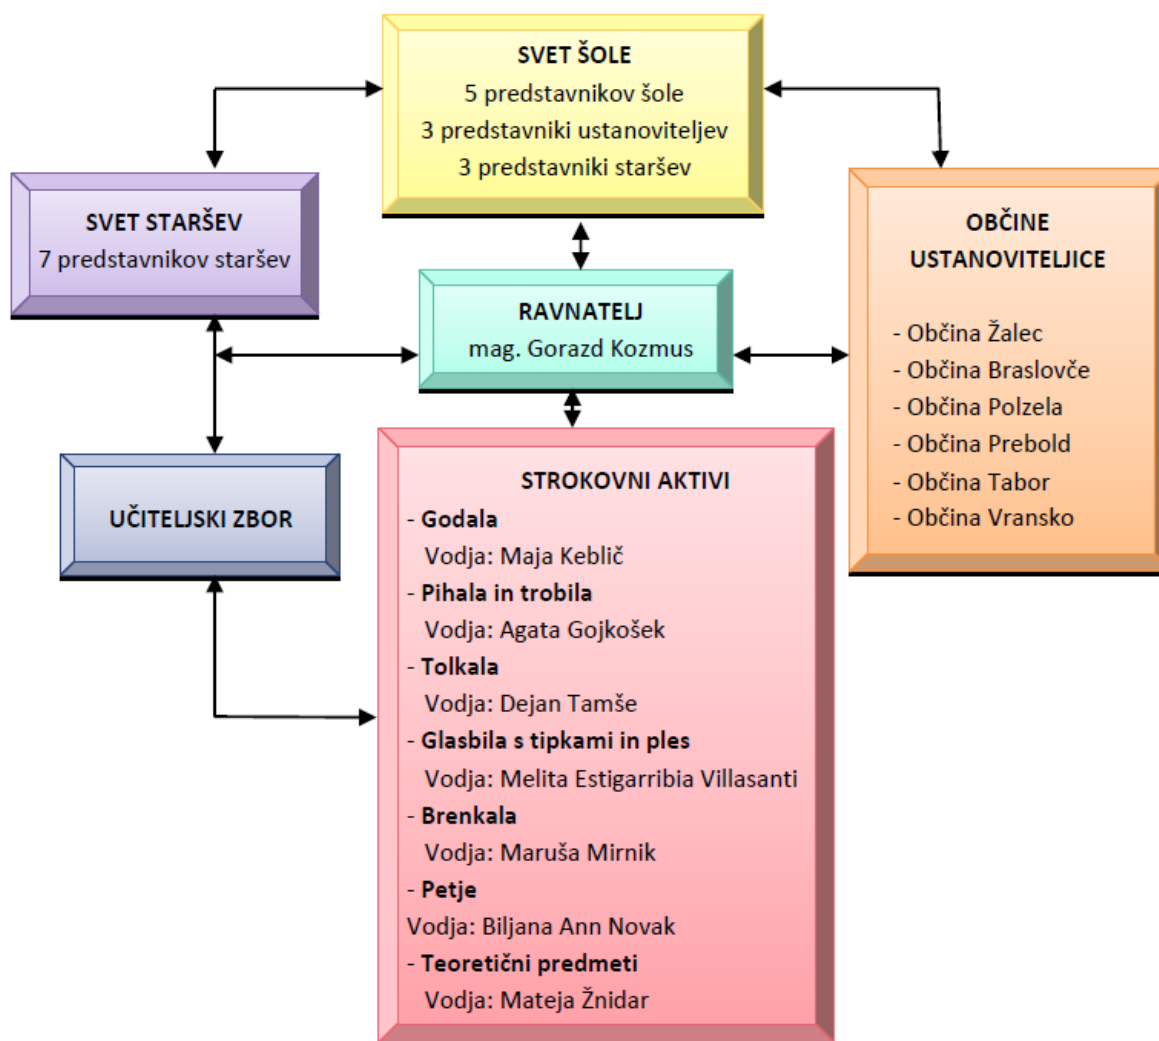 SVET ŠOLE
5 predstavnikov šole
3 predstavniki ustanoviteljev
3 predstavniki staršev
SVET STARŠEV
7 predstavnikov staršev
OBČINE
USTANOVITELJICE
- Občina Žalec
- Občina Braslovče
- Občina Polzela
- Občina Prebold
- Občina Tabor
- Občina Vransko
RAVNATELJ
mag. Gorazd Kozmus
UČITELJSKI ZBOR
STROKOVNI AKTIVI
- Godala
Vodja: Maja Keblič
- Pihala in trobila
Vodja: Agata Gojkošek
- Tolkala
Vodja: Dejan Tamše
- Glasbila s tipkami in ples
Vodja: Melita Estigarribia Villasanti
- Brenkala
Vodja: Maruša Mirnik
- Petje
Vodja: Biljana Ann Novak
- Teoretični predmeti
Vodja: Mateja Žnidar